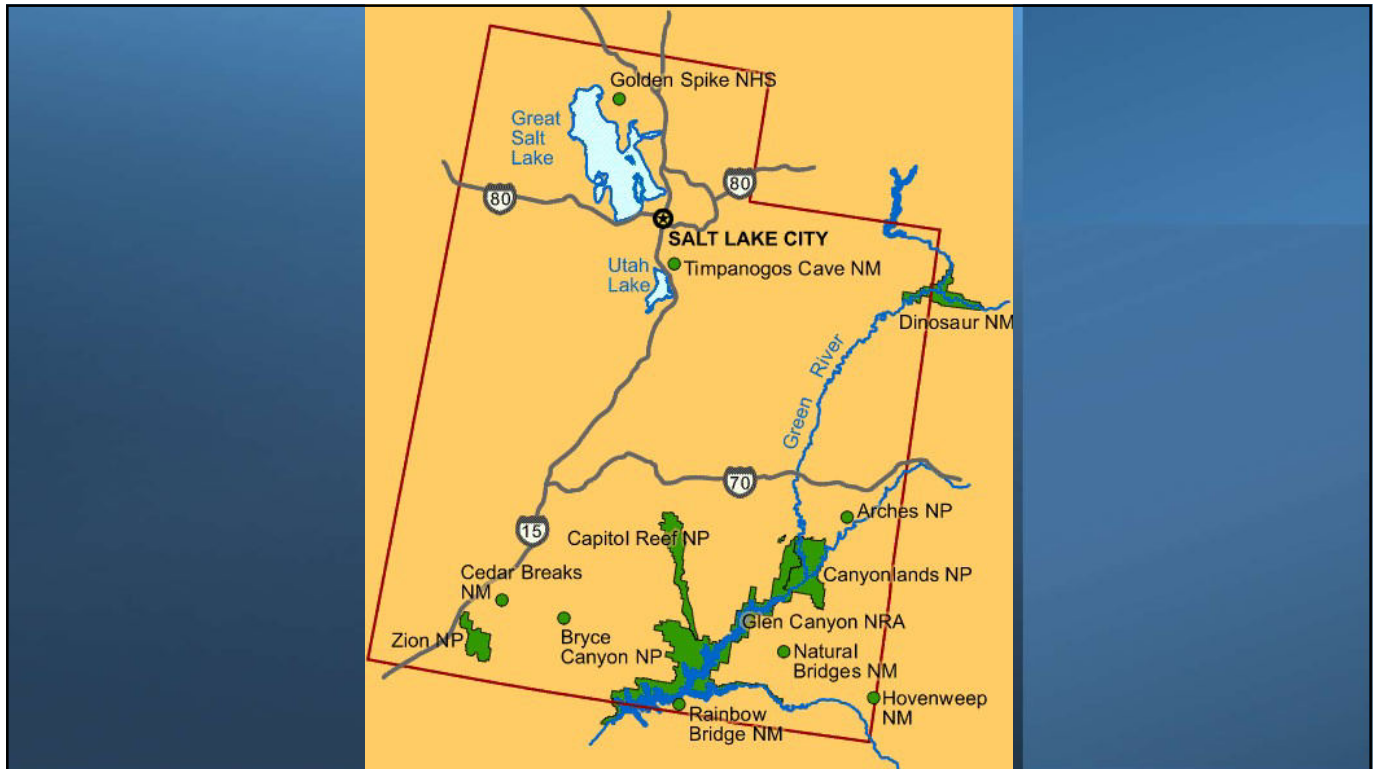 Golden Spike NHS
Great
Salt
Lake
80
80
SALT LAKE CITY
Utah
Lake
Timpanogos Cave NM
Dinosaur NM
Green River
70
15
Arches NP
Capitol Reef NP
Cedar Breaks
NM
Canyonlands NP
Glen Canyon NRA
Zion NP
Bryce
Canyon NP
Natural
Bridges NM
Hovenweep
NM
Rainbow
Bridge NM